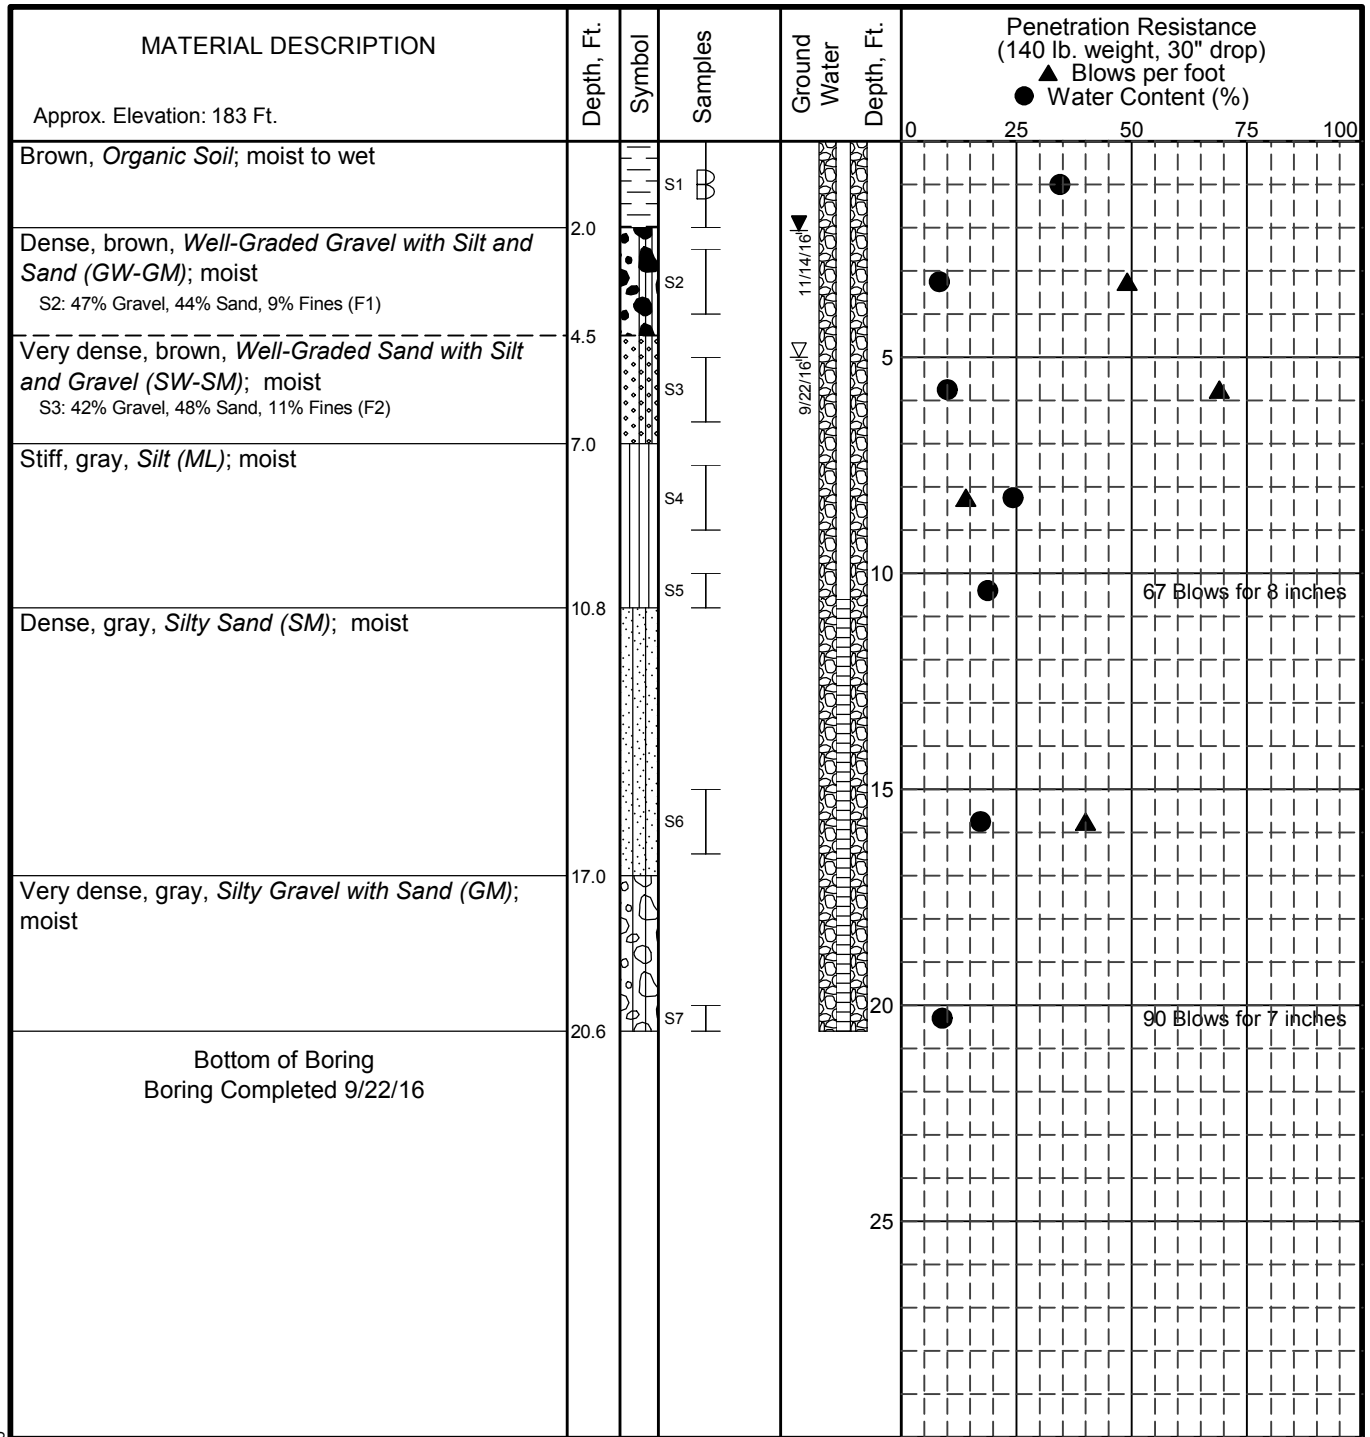 MATERIAL DESCRIPTION
Approx. Elevation: 183 Ft.
Depth, Ft.
Symbol
Samples
Ground
Water
Depth, Ft.
Penetration Resistance
(140 lb. weight, 30" drop)
▲ Blows per foot
● Water Content (%)
0 25 50 75 100
Brown, Organic Soil; moist to wet
S1
2.0
Dense, brown, Well-Graded Gravel with Silt and
Sand (GW-GM); moist
S2: 47% Gravel, 44% Sand, 9% Fines (F1)
S2
11/14/16
4.5
Very dense, brown, Well-Graded Sand with Silt
and Gravel (SW-SM); moist
S3: 42% Gravel, 48% Sand, 11% Fines (F2)
S3
9/22/16
5
7.0
Stiff, gray, Silt (ML); moist
S4
S5
10
67 Blows for 8 inches
10.8
Dense, gray, Silty Sand (SM); moist
15
S6
17.0
Very dense, gray, Silty Gravel with Sand (GM);
moist
S7
20
90 Blows for 7 inches
20.6
Bottom of Boring
Boring Completed 9/22/16
25